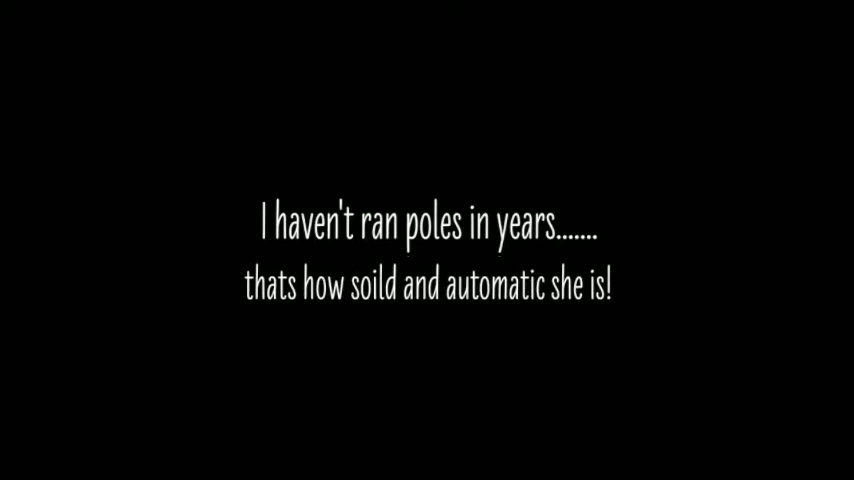 I haven't ran poles in years.......
thats how soild and automatic she is!